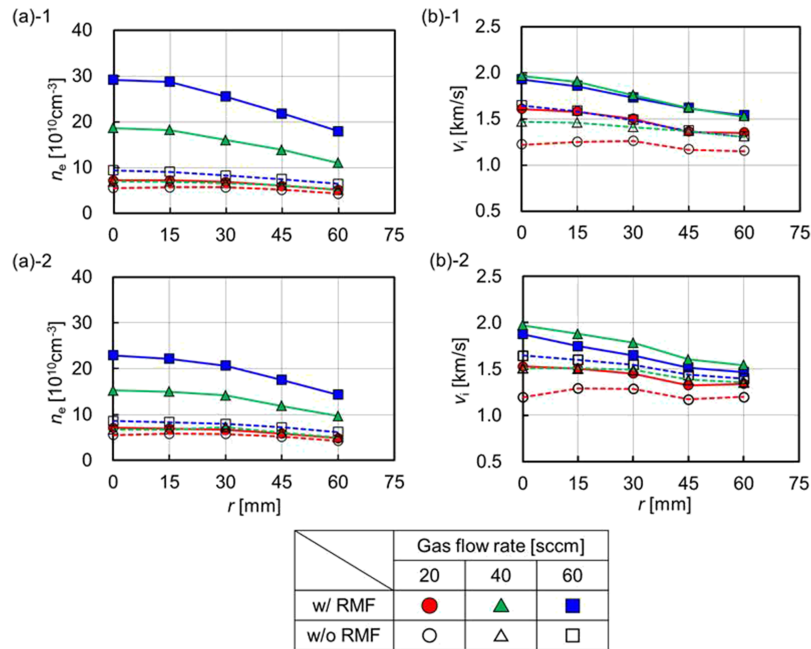 (a)-1
40
30
20
10
0
nₑ [10¹⁰cm⁻³]
0 15 30 45 60 75
(b)-1
2.5
2.0
1.5
1.0
0.5
vᵢ [km/s]
0 15 30 45 60 75
(a)-2
40
30
20
10
0
nₑ [10¹⁰cm⁻³]
0 15 30 45 60 75
r [mm]
(b)-2
2.5
2.0
1.5
1.0
0.5
vᵢ [km/s]
0 15 30 45 60 75
r [mm]
Gas flow rate [sccm]
20 40 60
w/ RMF
w/o RMF